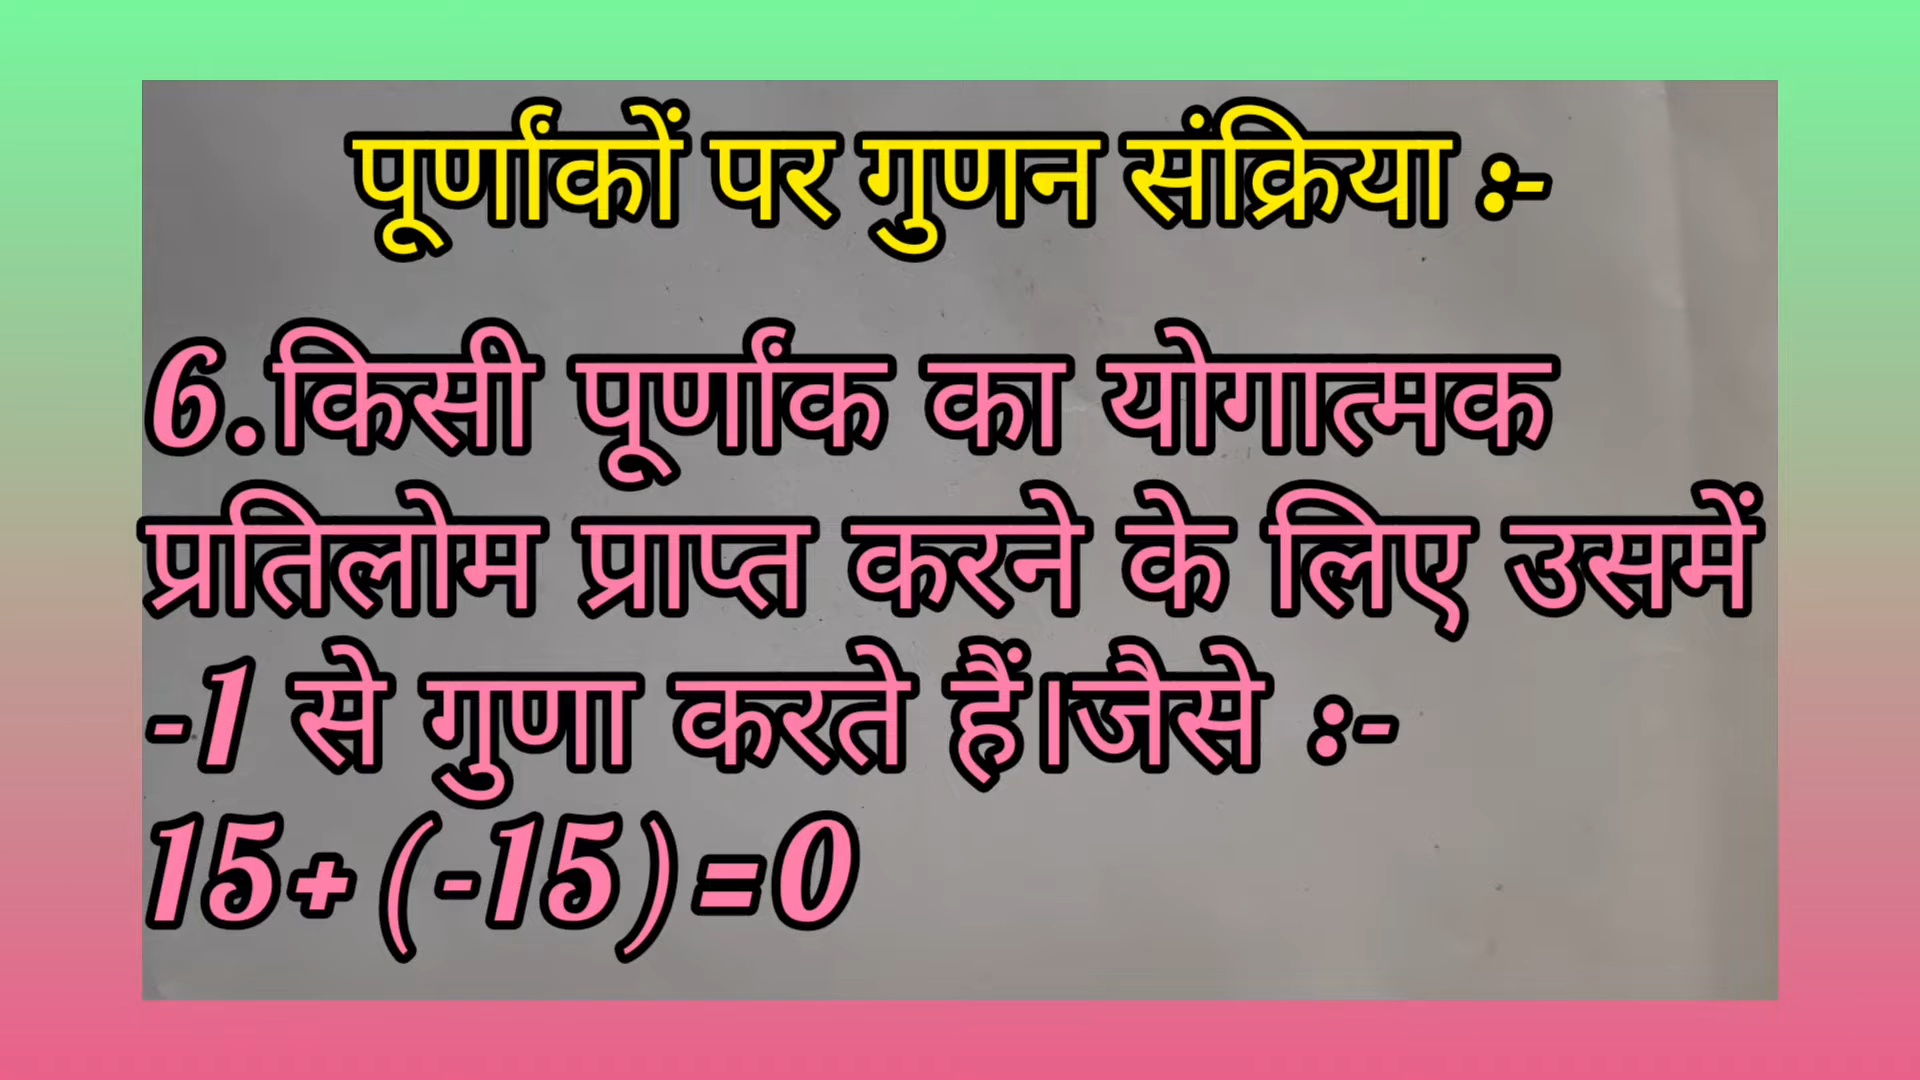 पूर्णांकों पर गुणन संक्रिया :-
6.किसी पूर्णांक का योगात्मक
प्रतिलोम प्राप्त करने के लिए उसमें
-1 से गुणा करते हैं।जैसे :-
15+(-15)=0